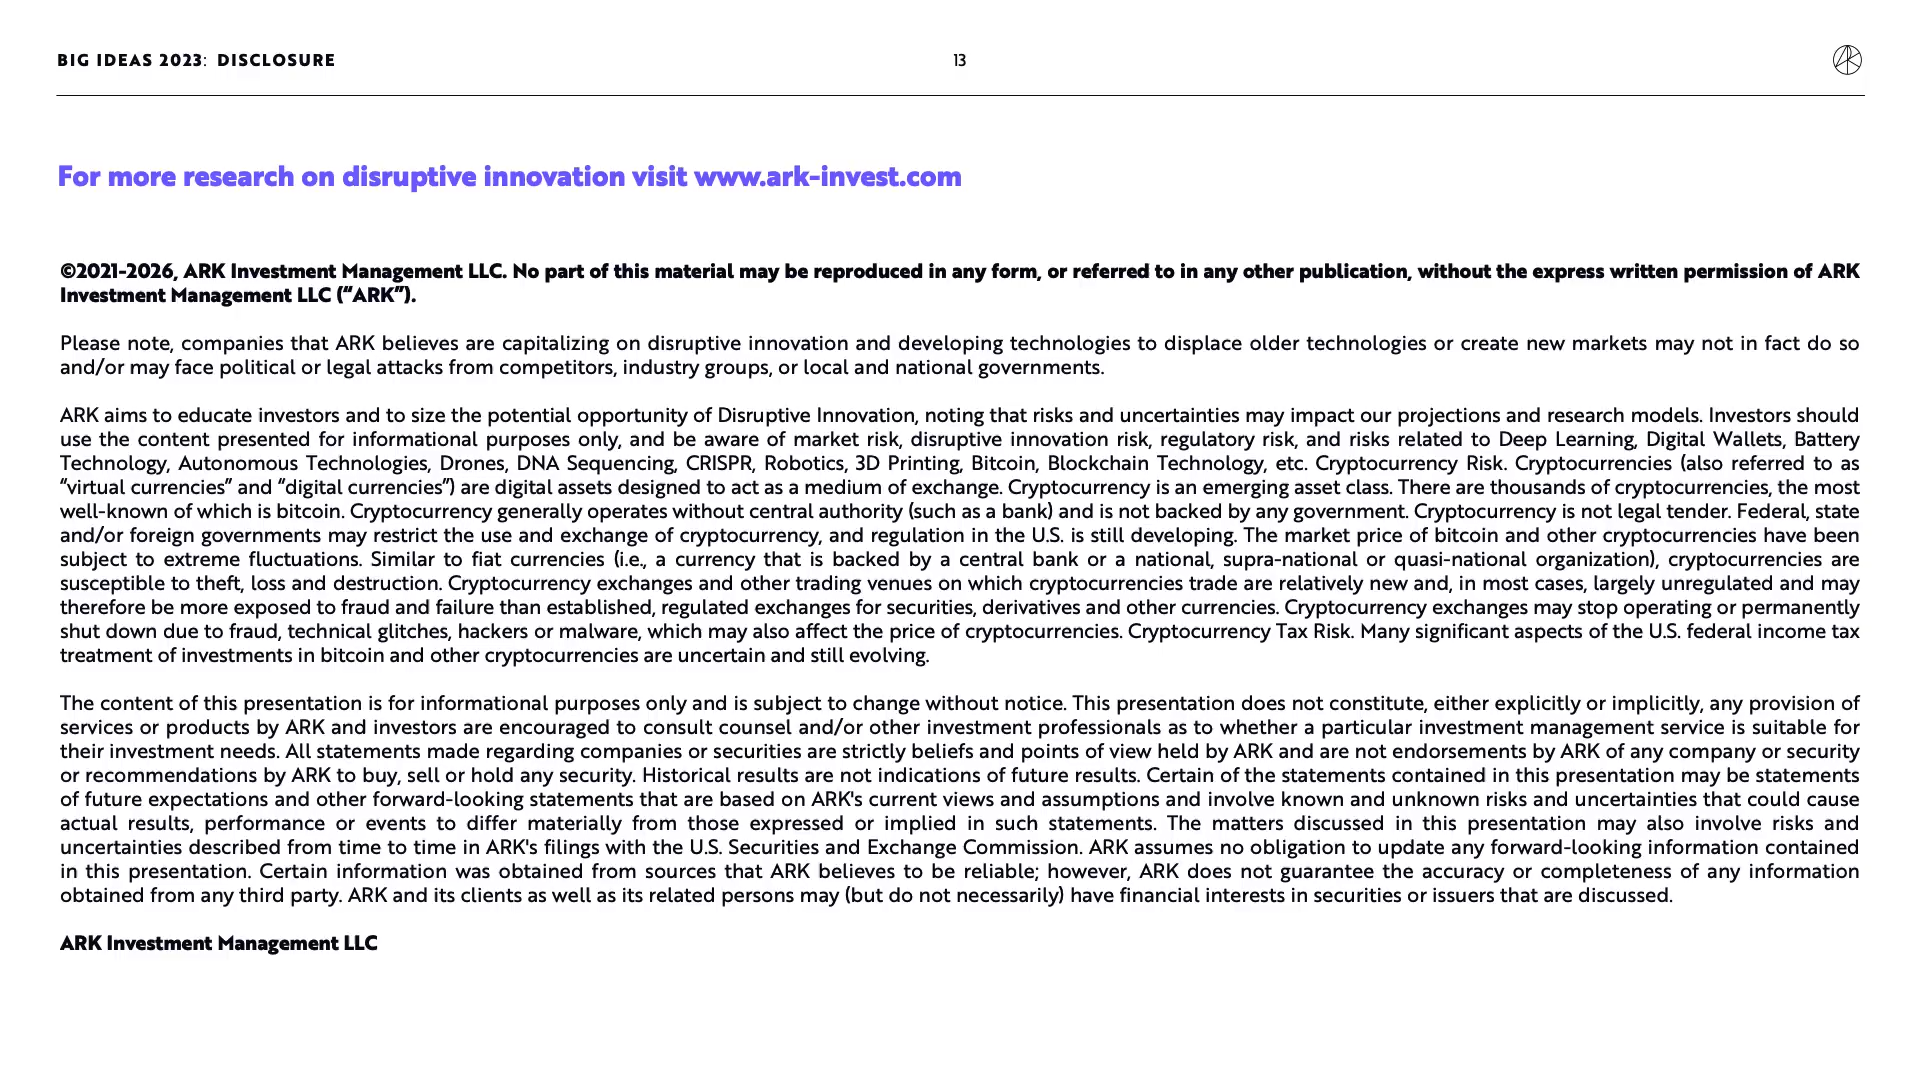 BIG IDEAS 2023: DISCLOSURE
13
For more research on disruptive innovation visit www.ark-invest.com
©2021-2026, ARK Investment Management LLC. No part of this material may be reproduced in any form, or referred to in any other publication, without the express written permission of ARK
Investment Management LLC (“ARK”).
Please note, companies that ARK believes are capitalizing on disruptive innovation and developing technologies to displace older technologies or create new markets may not in fact do so
and/or may face political or legal attacks from competitors, industry groups, or local and national governments.
ARK aims to educate investors and to size the potential opportunity of Disruptive Innovation, noting that risks and uncertainties may impact our projections and research models. Investors should
use the content presented for informational purposes only, and be aware of market risk, disruptive innovation risk, regulatory risk, and risks related to Deep Learning, Digital Wallets, Battery
Technology, Autonomous Technologies, Drones, DNA Sequencing, CRISPR, Robotics, 3D Printing, Bitcoin, Blockchain Technology, etc. Cryptocurrency Risk. Cryptocurrencies (also referred to as
“virtual currencies” and “digital currencies”) are digital assets designed to act as a medium of exchange. Cryptocurrency is an emerging asset class. There are thousands of cryptocurrencies, the most
well-known of which is bitcoin. Cryptocurrency generally operates without central authority (such as a bank) and is not backed by any government. Cryptocurrency is not legal tender. Federal, state
and/or foreign governments may restrict the use and exchange of cryptocurrency, and regulation in the U.S. is still developing. The market price of bitcoin and other cryptocurrencies have been
subject to extreme fluctuations. Similar to fiat currencies (i.e., a currency that is backed by a central bank or a national, supra-national or quasi-national organization), cryptocurrencies are
susceptible to theft, loss and destruction. Cryptocurrency exchanges and other trading venues on which cryptocurrencies trade are relatively new and, in most cases, largely unregulated and may
therefore be more exposed to fraud and failure than established, regulated exchanges for securities, derivatives and other currencies. Cryptocurrency exchanges may stop operating or permanently
shut down due to fraud, technical glitches, hackers or malware, which may also affect the price of cryptocurrencies. Cryptocurrency Tax Risk. Many significant aspects of the U.S. federal income tax
treatment of investments in bitcoin and other cryptocurrencies are uncertain and still evolving.
The content of this presentation is for informational purposes only and is subject to change without notice. This presentation does not constitute, either explicitly or implicitly, any provision of
services or products by ARK and investors are encouraged to consult counsel and/or other investment professionals as to whether a particular investment management service is suitable for
their investment needs. All statements made regarding companies or securities are strictly beliefs and points of view held by ARK and are not endorsements by ARK of any company or security
or recommendations by ARK to buy, sell or hold any security. Historical results are not indications of future results. Certain of the statements contained in this presentation may be statements
of future expectations and other forward-looking statements that are based on ARK's current views and assumptions and involve known and unknown risks and uncertainties that could cause
actual results, performance or events to differ materially from those expressed or implied in such statements. The matters discussed in this presentation may also involve risks and
uncertainties described from time to time in ARK's filings with the U.S. Securities and Exchange Commission. ARK assumes no obligation to update any forward-looking information contained
in this presentation. Certain information was obtained from sources that ARK believes to be reliable; however, ARK does not guarantee the accuracy or completeness of any information
obtained from any third party. ARK and its clients as well as its related persons may (but do not necessarily) have financial interests in securities or issuers that are discussed.
ARK Investment Management LLC